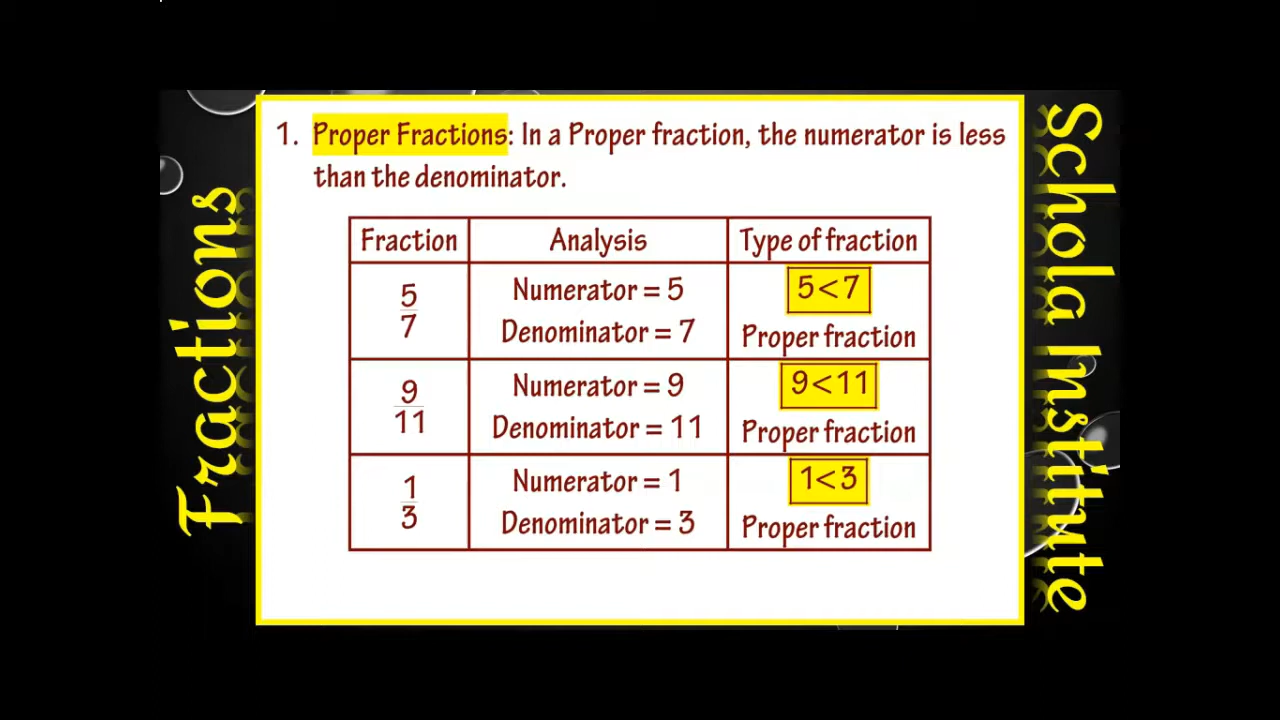 Fractions
1. Proper Fractions: In a Proper fraction, the numerator is less
than the denominator.
Fraction Analysis Type of fraction
5/7
Numerator = 5
Denominator = 7
5<7
Proper fraction
9/11
Numerator = 9
Denominator = 11
9<11
Proper fraction
1/3
Numerator = 1
Denominator = 3
1<3
Proper fraction
Schola Institute